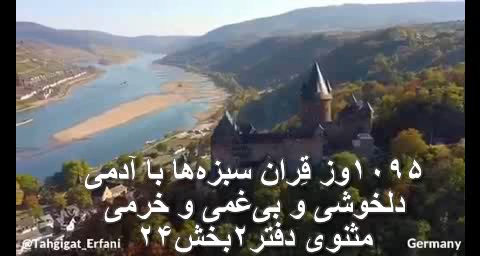 ۱۰۹۵وز قِران سبزه‌ها با آدمی
دلخوشی و بی‌غمی و خرمی
مثنوی دفتر۲بخش۲۴
@Tahgigat_Erfani
Germany